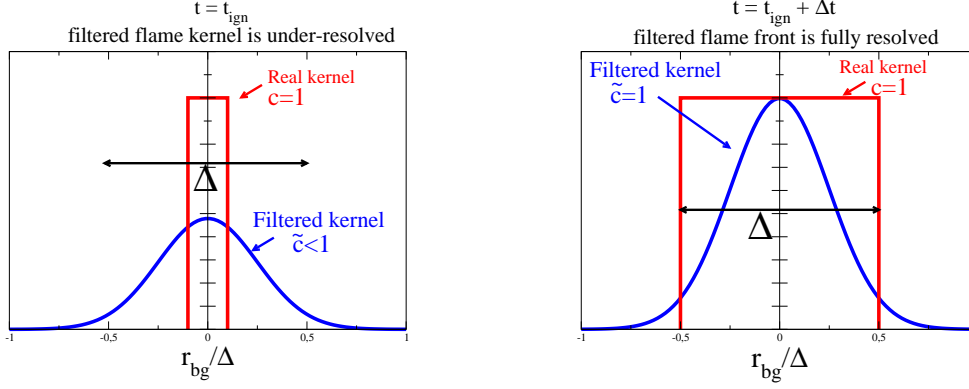 t = t_ign
filtered flame kernel is under-resolved
Real kernel
c=1
Δ
Filtered kernel
c̃<1
-1 -0.5 0 0.5 1
r_bg/Δ
t = t_ign + Δt
filtered flame front is fully resolved
Filtered kernel
c̃=1
Real kernel
c=1
Δ
-1 -0.5 0 0.5
r_bg/Δ